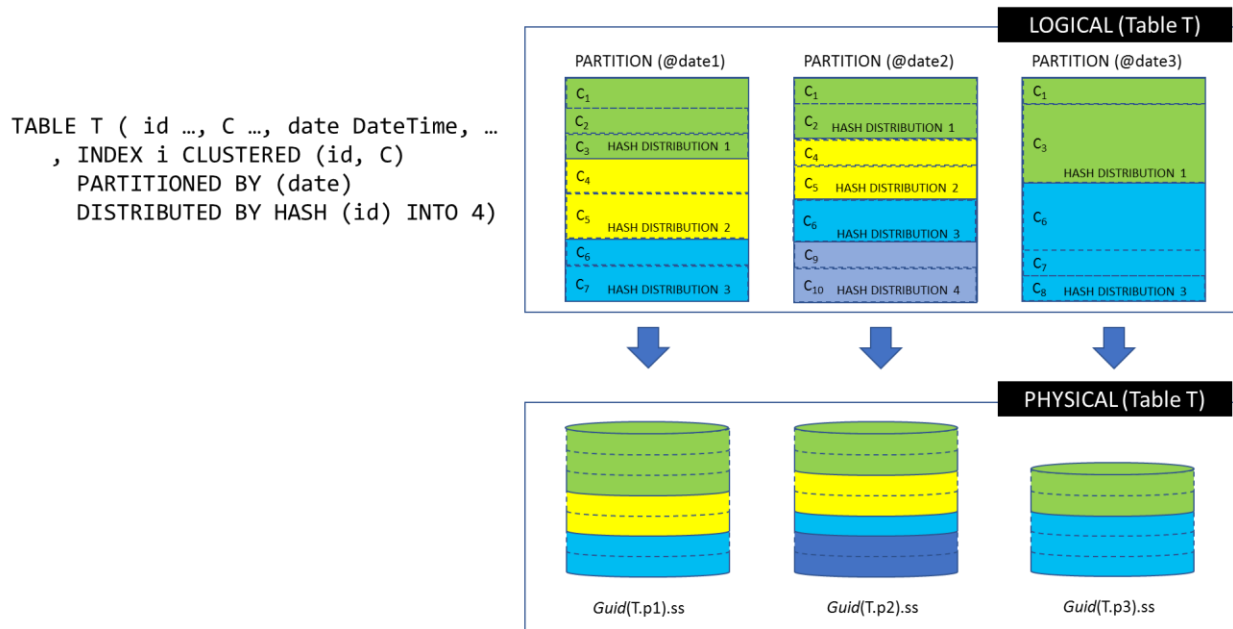 LOGICAL (Table T)
PARTITION (@date1)
PARTITION (@date2)
PARTITION (@date3)
TABLE T ( id …, C …, date DateTime, …
, INDEX i CLUSTERED (id, C)
PARTITIONED BY (date)
DISTRIBUTED BY HASH (id) INTO 4)
C₁
C₂
C₃ HASH DISTRIBUTION 1
C₄
C₅ HASH DISTRIBUTION 2
C₆
C₇ HASH DISTRIBUTION 3
C₁
C₂ HASH DISTRIBUTION 1
C₄
C₅ HASH DISTRIBUTION 2
C₆ HASH DISTRIBUTION 3
C₉
C₁₀ HASH DISTRIBUTION 4
C₁
C₃
HASH DISTRIBUTION 1
C₆
C₇
C₈ HASH DISTRIBUTION 3
PHYSICAL (Table T)
Guid(T.p1).ss
Guid(T.p2).ss
Guid(T.p3).ss